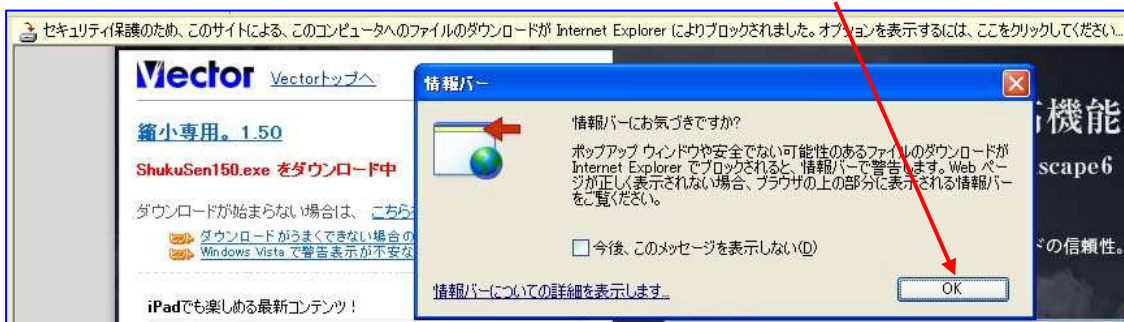 セキュリティ保護のため、このサイトによる、このコンピュータへのファイルのダウンロードが Internet Explorer によりブロックされました。オプションを表示するには、ここをクリックしてください...
Vector Vectorトップへ
縮小専用。1.50
ShukuSen150.exe をダウンロード中
ダウンロードが始まらない場合は、 こちら
ダウンロードがうまくできない場合の
Windows Vista で警告表示が不安な
iPadでも楽しめる最新コンテンツ！
情報バー
情報バーにお気づきですか?
ポップアップ ウィンドウや安全でない可能性のあるファイルのダウンロードが
Internet Explorer でブロックされると、情報バーで警告します。Web ペー
ジが正しく表示されない場合、ブラウザの上の部分に表示される情報バー
をご覧ください。
今後、このメッセージを表示しない(D)
情報バーについての詳細を表示します...
OK
機能
scape6
ドの信頼性。